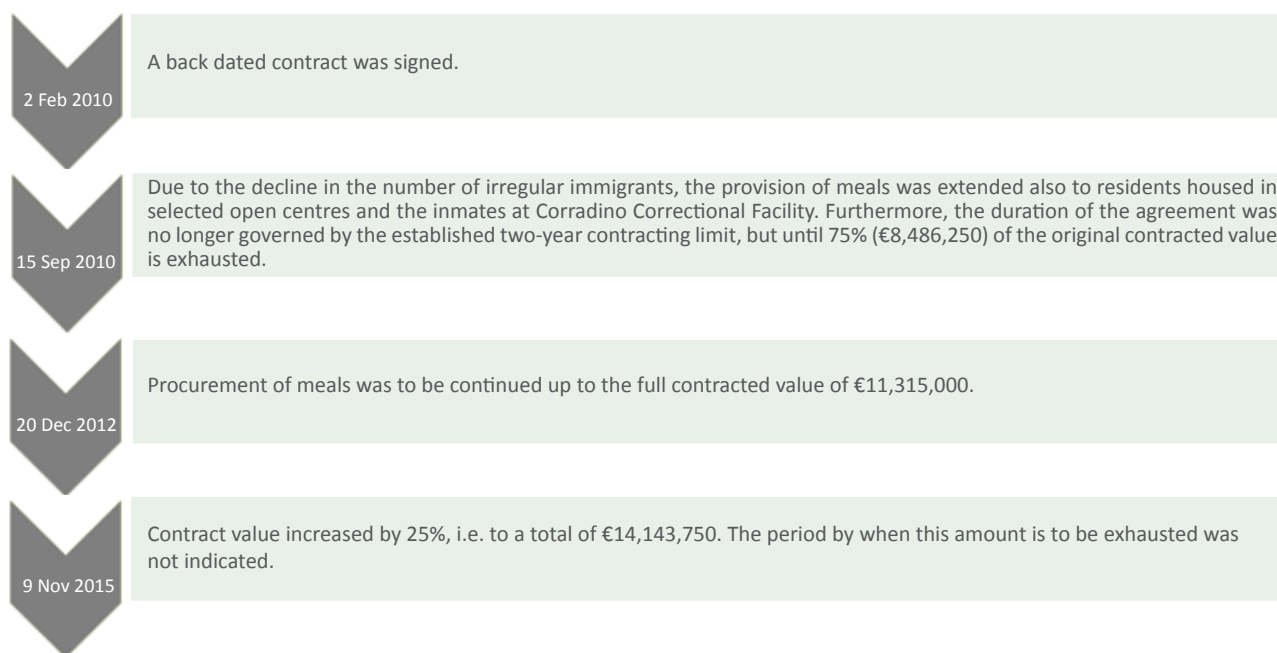 2 Feb 2010
A back dated contract was signed.
15 Sep 2010
Due to the decline in the number of irregular immigrants, the provision of meals was extended also to residents housed in
selected open centres and the inmates at Corradino Correctional Facility. Furthermore, the duration of the agreement was
no longer governed by the established two-year contracting limit, but until 75% (€8,486,250) of the original contracted value
is exhausted.
20 Dec 2012
Procurement of meals was to be continued up to the full contracted value of €11,315,000.
9 Nov 2015
Contract value increased by 25%, i.e. to a total of €14,143,750. The period by when this amount is to be exhausted was
not indicated.